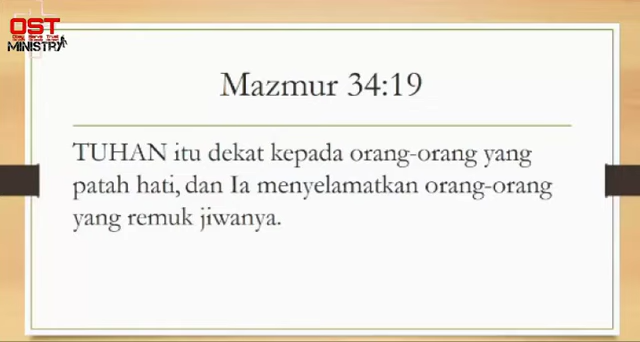 OST
MINISTRY
Mazmur 34:19
TUHAN itu dekat kepada orang-orang yang
patah hati, dan Ia menyelamatkan orang-orang
yang remuk jiwanya.